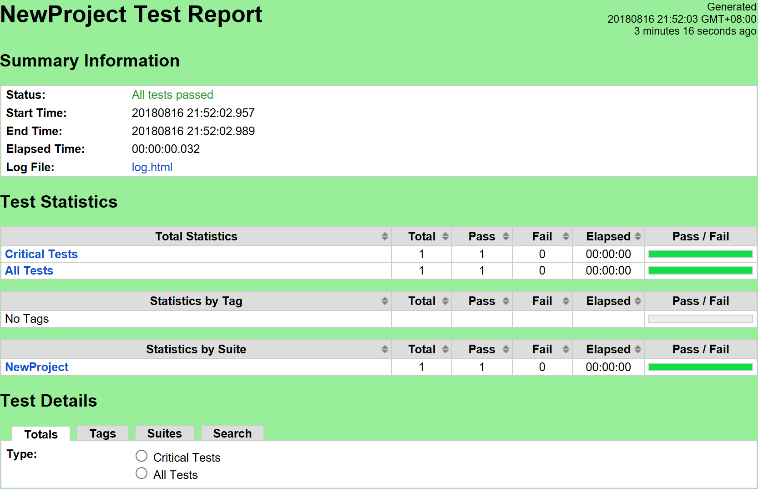 NewProject Test Report
Generated
20180816 21:52:03 GMT+08:00
3 minutes 16 seconds ago
Summary Information
Status: All tests passed
Start Time: 20180816 21:52:02.957
End Time: 20180816 21:52:02.989
Elapsed Time: 00:00:00.032
Log File: log.html
Test Statistics
Total Statistics Total Pass Fail Elapsed Pass / Fail
Critical Tests 1 1 0 00:00:00
All Tests 1 1 0 00:00:00
Statistics by Tag Total Pass Fail Elapsed Pass / Fail
No Tags
Statistics by Suite Total Pass Fail Elapsed Pass / Fail
NewProject 1 1 0 00:00:00
Test Details
Totals Tags Suites Search
Type: Critical Tests
All Tests